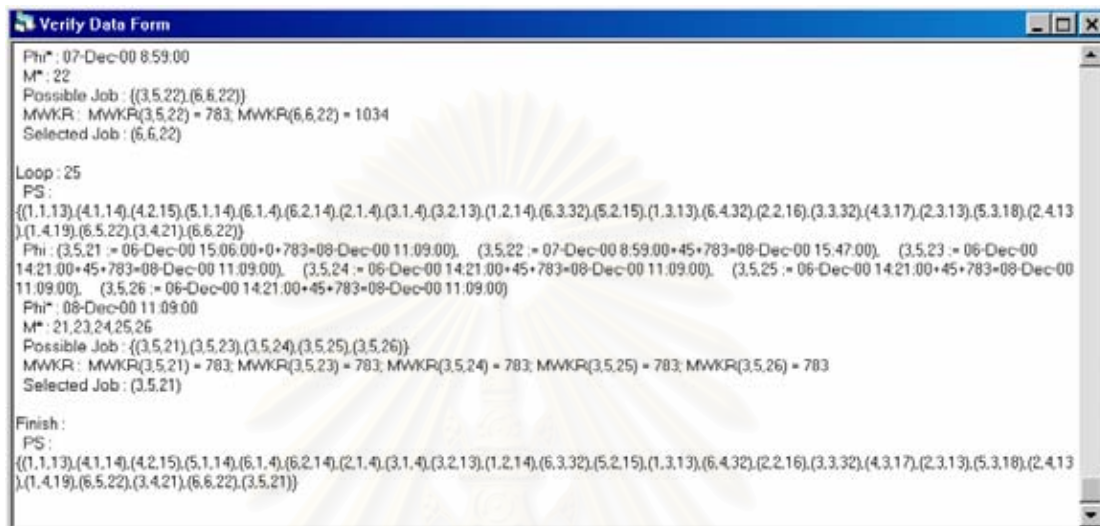 Verify Data Form
Phi* : 07-Dec-00 8:59:00
M* : 22
Possible Job : {(3,5,22),(6,6,22)}
MWKR : MWKR(3,5,22) = 783; MWKR(6,6,22) = 1034
Selected Job : (6,6,22)
Loop : 25
PS :
{(1,1,13),(4,1,14),(4,2,15),(5,1,14),(6,1,4),(6,2,14),(2,1,4),(3,1,4),(3,2,13),(1,2,14),(6,3,32),(5,2,15),(1,3,13),(6,4,32),(2,2,16),(3,3,32),(4,3,17),(2,3,13),(5,3,18),(2,4,13
),(1,4,19),(6,5,22),(3,4,21),(6,6,22)}
Phi : (3,5,21 := 06-Dec-00 15:06:00+0+783=08-Dec-00 11:09:00), (3,5,22 := 07-Dec-00 8:59:00+45+783=08-Dec-00 15:47:00), (3,5,23 := 06-Dec-00
14:21:00+45+783=08-Dec-00 11:09:00), (3,5,24 := 06-Dec-00 14:21:00+45+783=08-Dec-00 11:09:00), (3,5,25 := 06-Dec-00 14:21:00+45+783=08-Dec-00
11:09:00), (3,5,26 := 06-Dec-00 14:21:00+45+783=08-Dec-00 11:09:00)
Phi* : 08-Dec-00 11:09:00
M* : 21,23,24,25,26
Possible Job : {(3,5,21),(3,5,23),(3,5,24),(3,5,25),(3,5,26)}
MWKR : MWKR(3,5,21) = 783; MWKR(3,5,23) = 783; MWKR(3,5,24) = 783; MWKR(3,5,25) = 783; MWKR(3,5,26) = 783
Selected Job : (3,5,21)
Finish :
PS :
{(1,1,13),(4,1,14),(4,2,15),(5,1,14),(6,1,4),(6,2,14),(2,1,4),(3,1,4),(3,2,13),(1,2,14),(6,3,32),(5,2,15),(1,3,13),(6,4,32),(2,2,16),(3,3,32),(4,3,17),(2,3,13),(5,3,18),(2,4,13
),(1,4,19),(6,5,22),(3,4,21),(6,6,22),(3,5,21)}